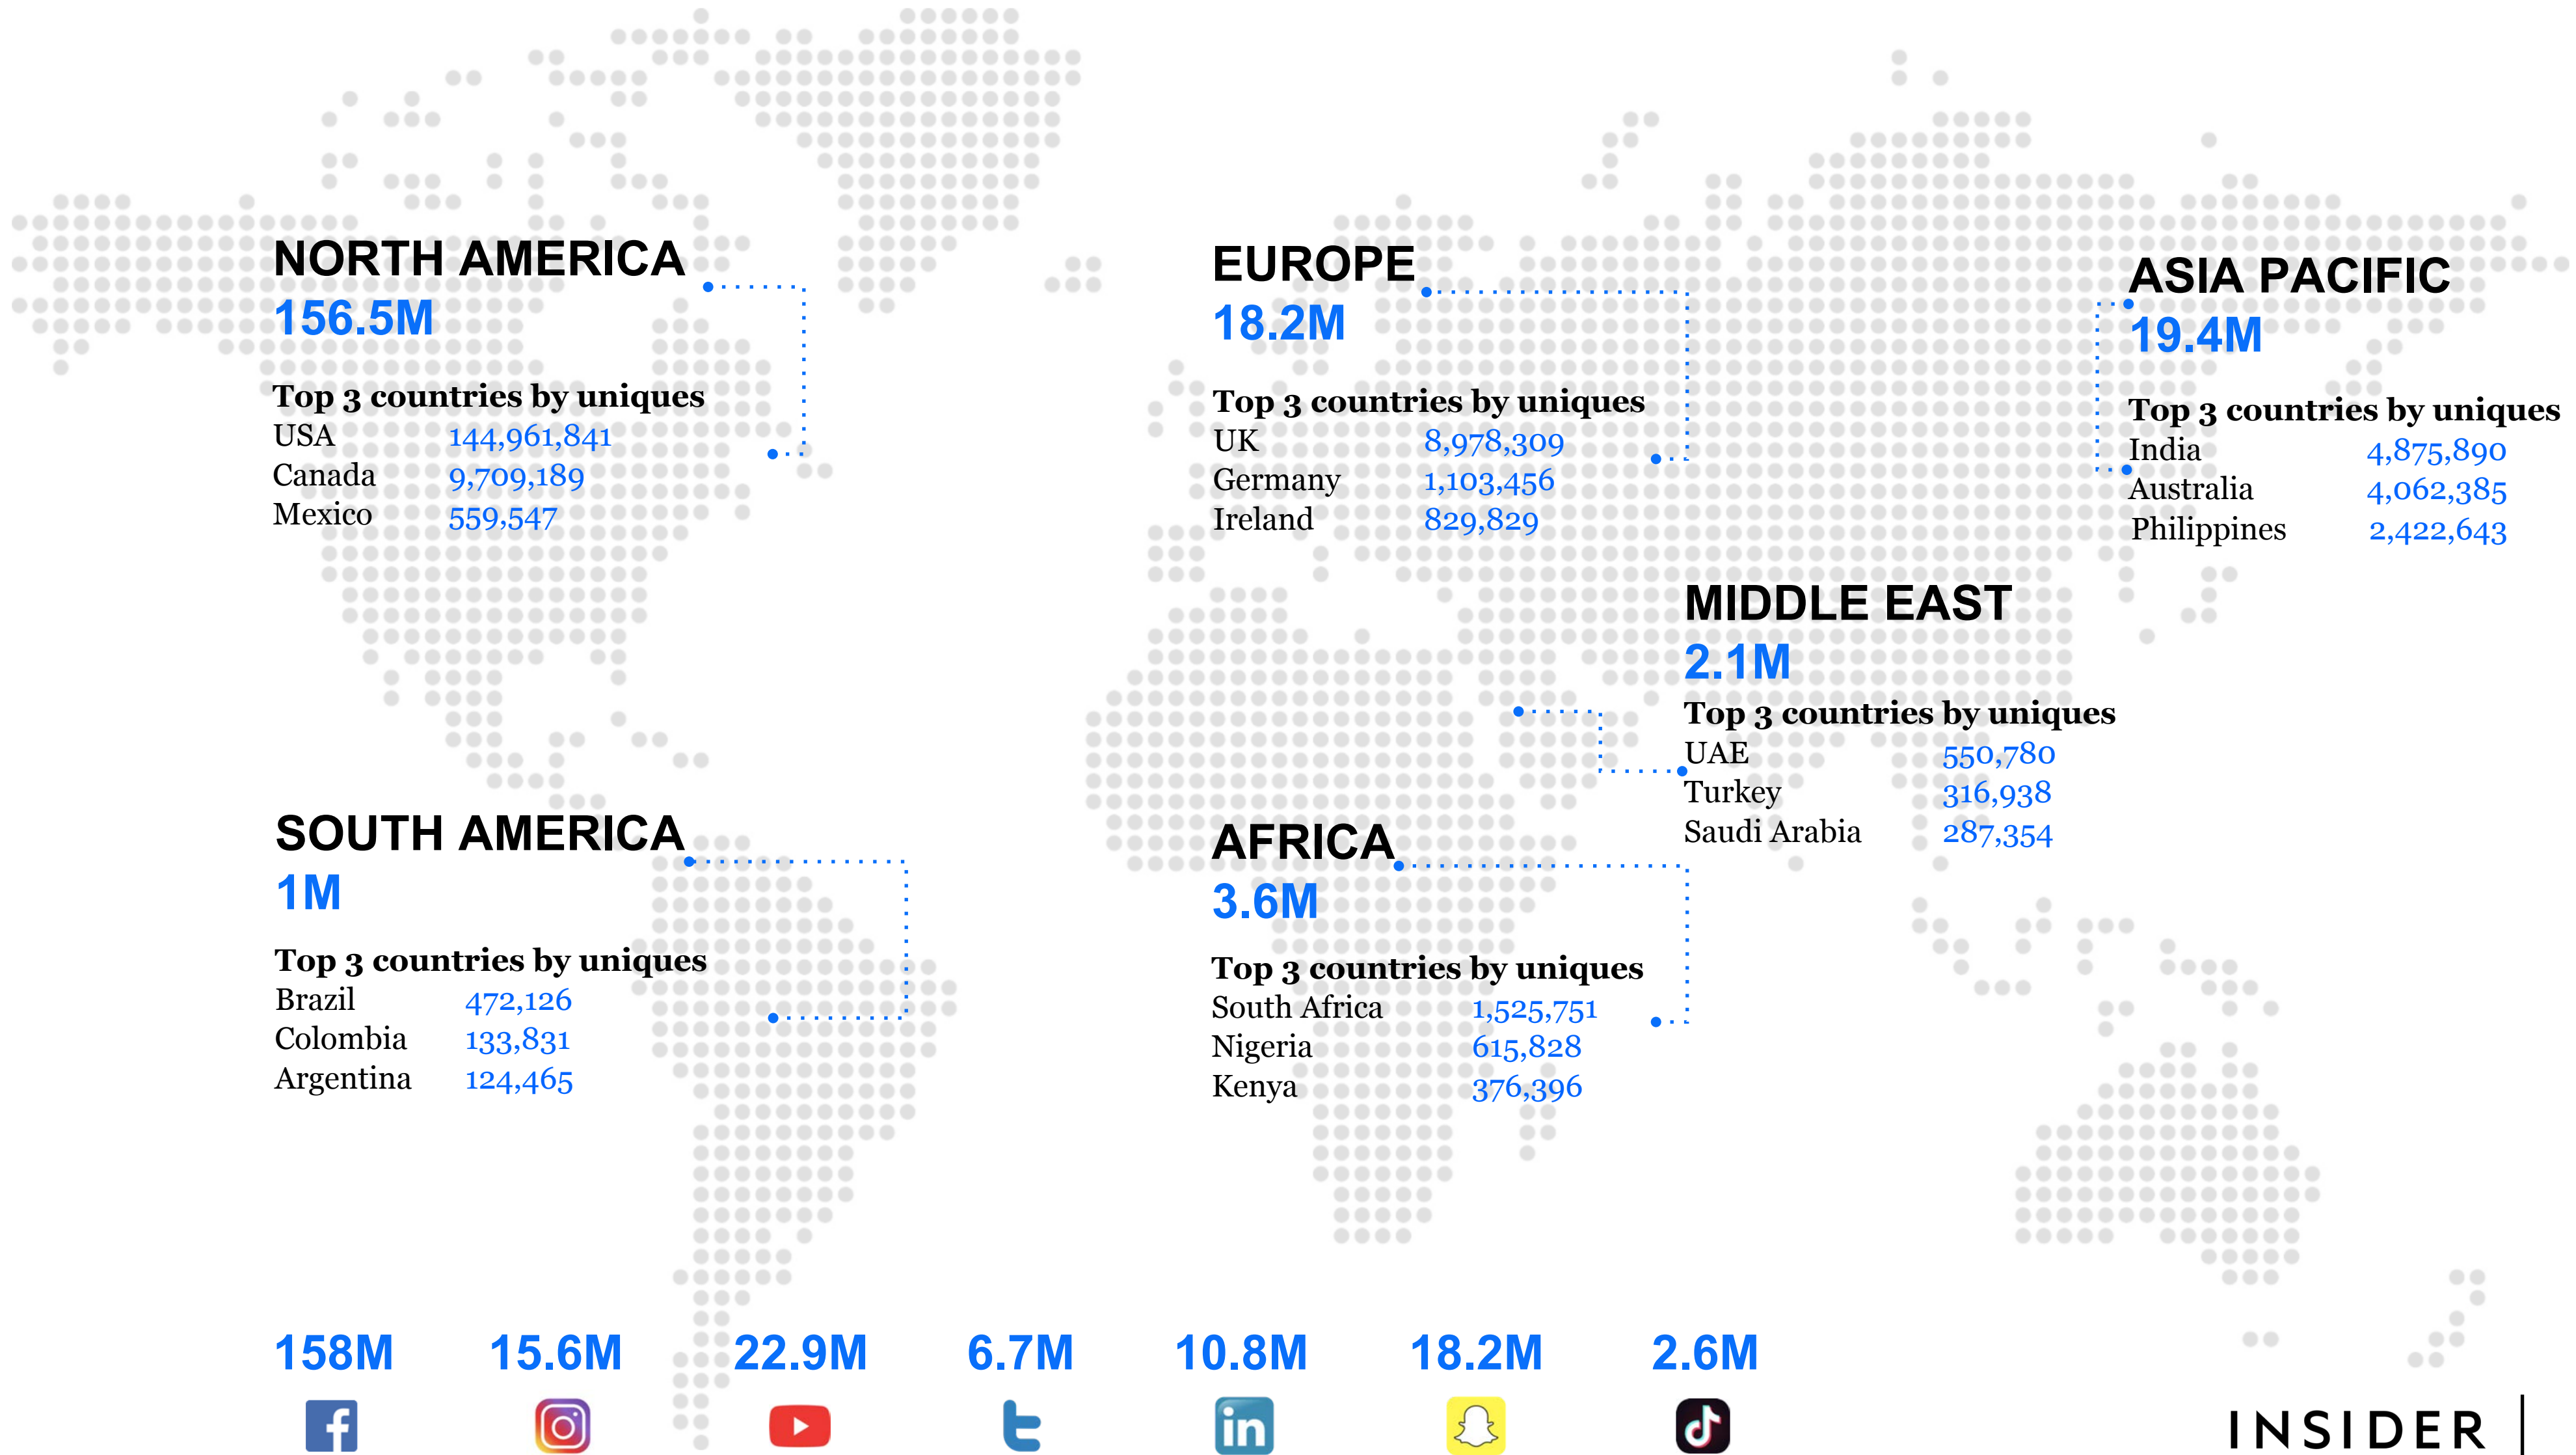 NORTH AMERICA
156.5M
Top 3 countries by uniques
USA 144,961,841
Canada 9,709,189
Mexico 559,547
EUROPE
18.2M
Top 3 countries by uniques
UK 8,978,309
Germany 1,103,456
Ireland 829,829
ASIA PACIFIC
19.4M
Top 3 countries by uniques
India 4,875,890
Australia 4,062,385
Philippines 2,422,643
MIDDLE EAST
2.1M
Top 3 countries by uniques
UAE 550,780
Turkey 316,938
Saudi Arabia 287,354
SOUTH AMERICA
1M
Top 3 countries by uniques
Brazil 472,126
Colombia 133,831
Argentina 124,465
AFRICA
3.6M
Top 3 countries by uniques
South Africa 1,525,751
Nigeria 615,828
Kenya 376,396
158M 15.6M 22.9M 6.7M 10.8M 18.2M 2.6M
f in
INSIDER